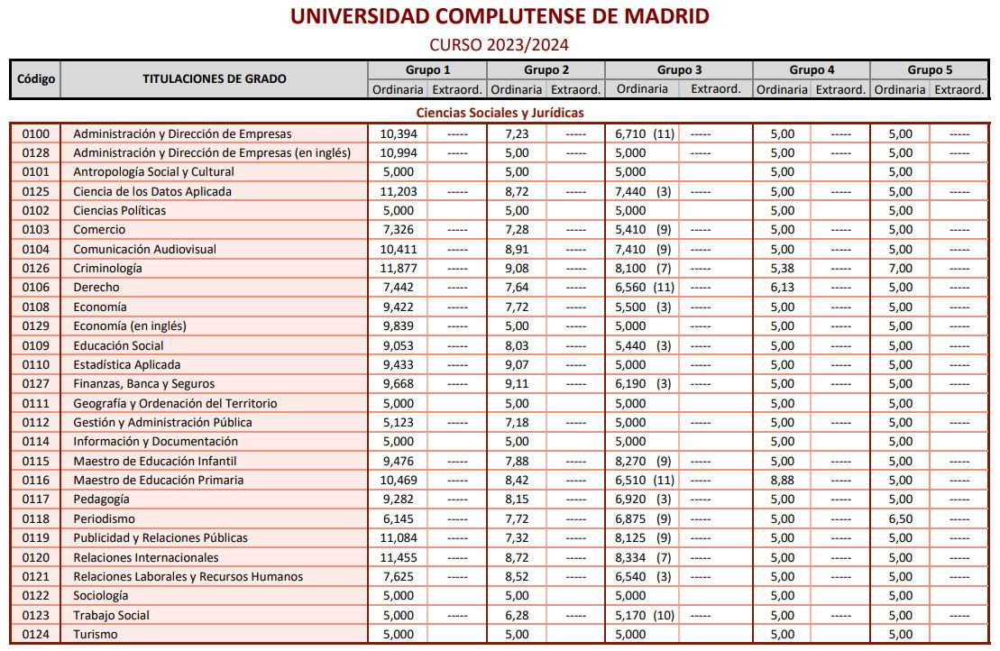 UNIVERSIDAD COMPLUTENSE DE MADRID
CURSO 2023/2024
Código TITULACIONES DE GRADO Grupo 1 Grupo 2 Grupo 3 Grupo 4 Grupo 5
Ordinaria Extraord. Ordinaria Extraord. Ordinaria Extraord. Ordinaria Extraord. Ordinaria Extraord.
Ciencias Sociales y Jurídicas
0100 Administración y Dirección de Empresas 10,394 ----- 7,23 ----- 6,710 (11) ----- 5,00 ----- 5,00 -----
0128 Administración y Dirección de Empresas (en inglés) 10,994 ----- 5,00 ----- 5,000 ----- 5,00 ----- 5,00 -----
0101 Antropología Social y Cultural 5,000 5,00 5,000 5,00 5,00
0125 Ciencia de los Datos Aplicada 11,203 ----- 8,72 ----- 7,440 (3) ----- 5,00 ----- 5,00 -----
0102 Ciencias Políticas 5,000 5,00 5,000 5,00 5,00
0103 Comercio 7,326 ----- 7,28 ----- 5,410 (9) ----- 5,00 ----- 5,00 -----
0104 Comunicación Audiovisual 10,411 ----- 8,91 ----- 7,410 (9) ----- 5,00 ----- 5,00 -----
0126 Criminología 11,877 ----- 9,08 ----- 8,100 (7) ----- 5,38 ----- 7,00 -----
0106 Derecho 7,442 ----- 7,64 ----- 6,560 (11) ----- 6,13 ----- 5,00 -----
0108 Economía 9,422 ----- 7,72 ----- 5,500 (3) ----- 5,00 ----- 5,00 -----
0129 Economía (en inglés) 9,839 ----- 5,00 ----- 5,000 ----- 5,00 ----- 5,00 -----
0109 Educación Social 9,053 ----- 8,03 ----- 5,440 (3) ----- 5,00 ----- 5,00 -----
0110 Estadística Aplicada 9,433 ----- 9,07 ----- 5,000 ----- 5,00 ----- 5,00 -----
0127 Finanzas, Banca y Seguros 9,668 ----- 9,11 ----- 6,190 (3) ----- 5,00 ----- 5,00 -----
0111 Geografía y Ordenación del Territorio 5,000 5,00 5,000 5,00 5,00
0112 Gestión y Administración Pública 5,123 ----- 7,18 ----- 5,000 ----- 5,00 ----- 5,00 -----
0114 Información y Documentación 5,000 5,00 5,000 5,00 5,00
0115 Maestro de Educación Infantil 9,476 ----- 7,88 ----- 8,270 (9) ----- 5,00 ----- 5,00 -----
0116 Maestro de Educación Primaria 10,469 ----- 8,42 ----- 6,510 (11) ----- 8,88 ----- 5,00 -----
0117 Pedagogía 9,282 ----- 8,15 ----- 6,920 (3) ----- 5,00 ----- 5,00 -----
0118 Periodismo 6,145 ----- 7,72 ----- 6,875 (9) ----- 5,00 ----- 6,50 -----
0119 Publicidad y Relaciones Públicas 11,084 ----- 7,32 ----- 8,125 (9) ----- 5,00 ----- 5,00 -----
0120 Relaciones Internacionales 11,455 ----- 8,72 ----- 8,334 (7) ----- 5,00 ----- 5,00 -----
0121 Relaciones Laborales y Recursos Humanos 7,625 ----- 8,52 ----- 6,540 (3) ----- 5,00 ----- 5,00 -----
0122 Sociología 5,000 5,00 5,000 5,00 5,00
0123 Trabajo Social 5,000 ----- 6,28 ----- 5,170 (10) ----- 5,00 ----- 5,00 -----
0124 Turismo 5,000 5,00 5,000 5,00 5,00